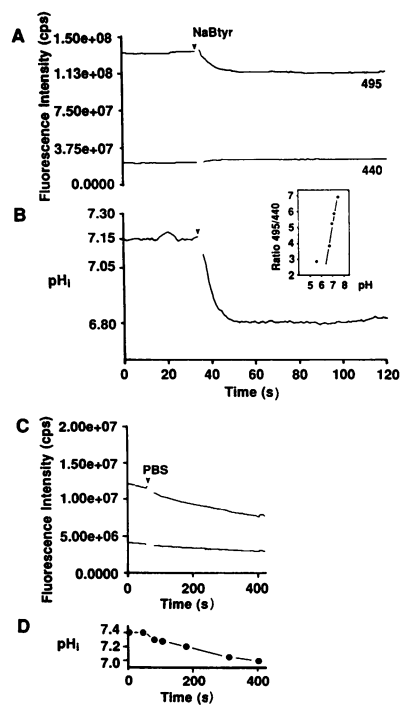 A
Fluorescence Intensity (cps)
1.50e+08
1.13e+08
7.50e+07
3.75e+07
0.0000
NaBtyr
495
440
B
pHi
7.30
7.15
7.05
6.80
Ratio 495/440
7
6
5
4
3
2
5 6 7 8
pH
0 20 40 60 80 100 120
Time (s)
C
Fluorescence Intensity (cps)
2.00e+07
1.50e+07
1.00e+07
5.00e+06
0.0000
PBS
0 200 400
Time (s)
D
pHi
7.4
7.2
7.0
0 200 400
Time (s)